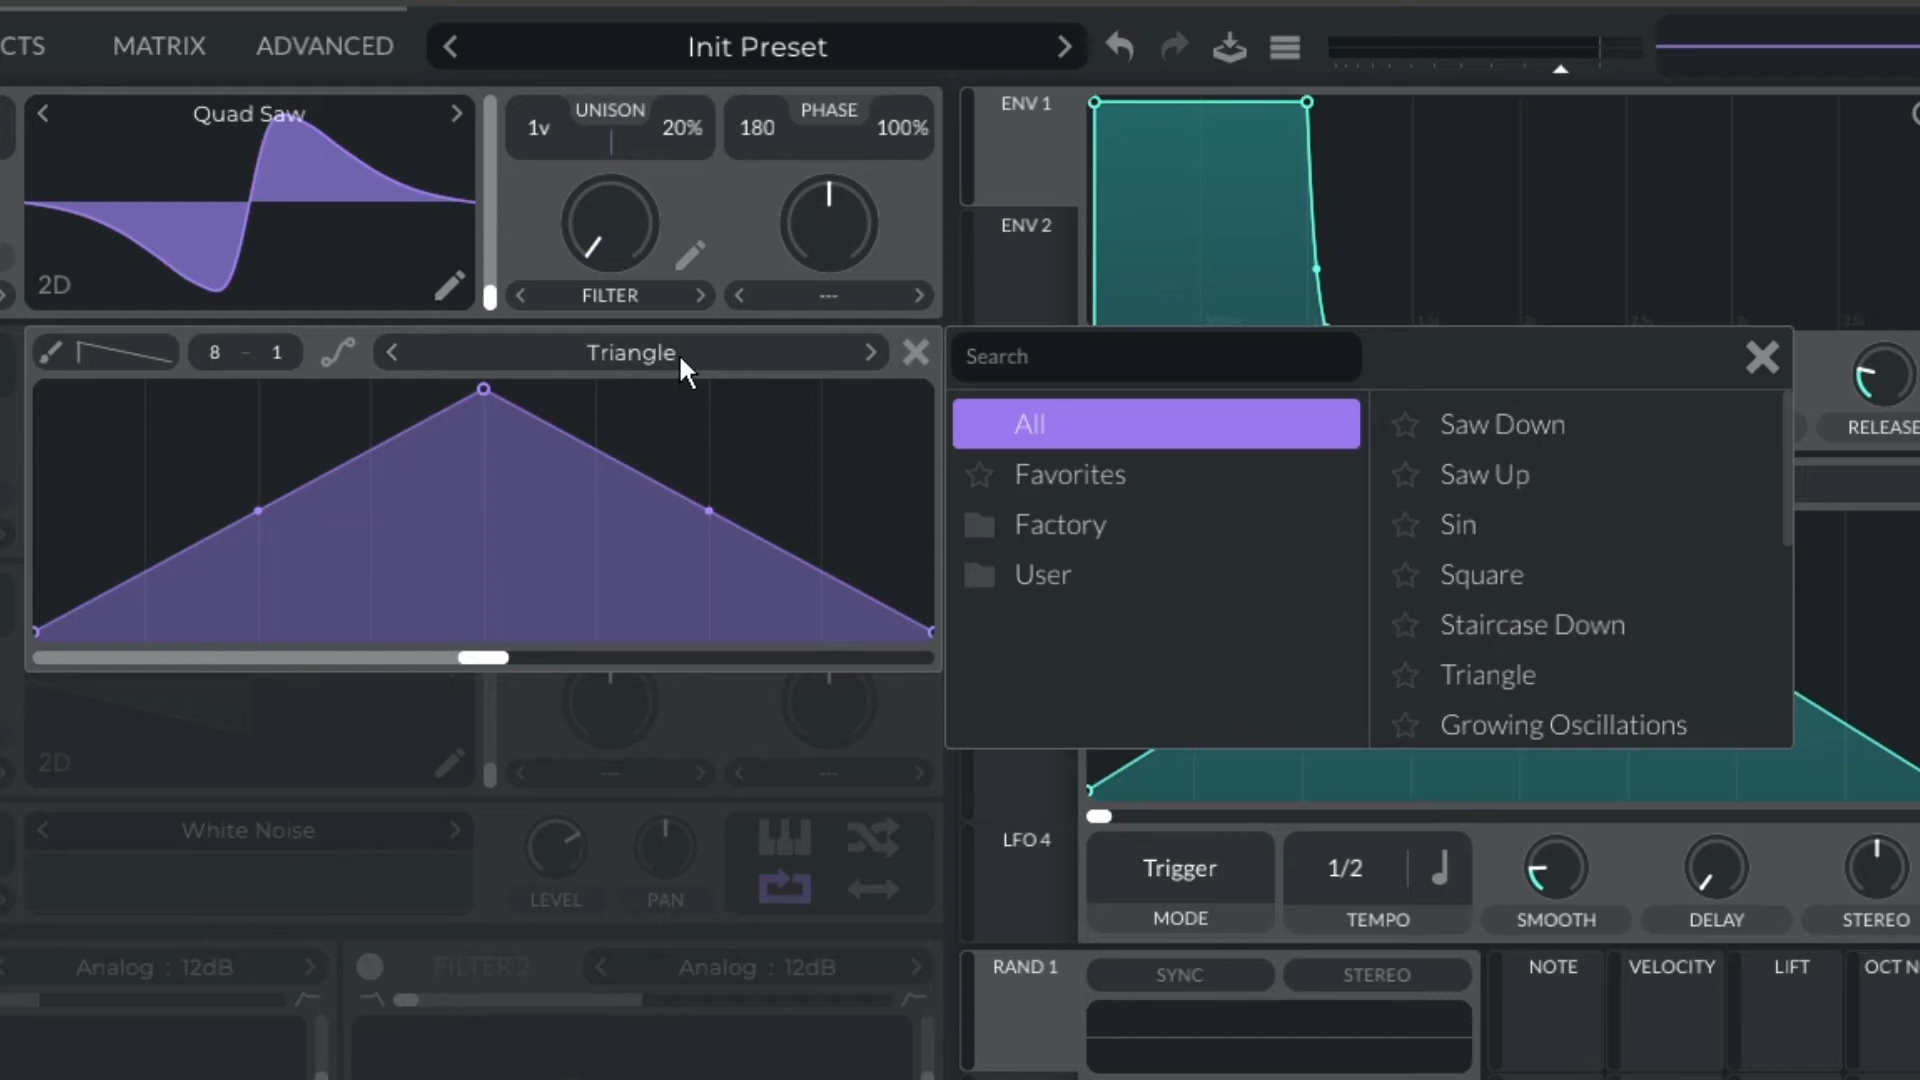 CTS MATRIX ADVANCED Init Preset
Quad Saw
2D
UNISON
1v 20%
PHASE
180 100%
FILTER ---
ENV 1
ENV 2
8 - 1 Triangle
Search
All
Favorites
Factory
User
Saw Down
Saw Up
Sin
Square
Staircase Down
Triangle
Growing Oscillations
RELEASE
2D
--- ---
White Noise
LEVEL PAN
LFO 4
Trigger
MODE
1/2
TEMPO
SMOOTH DELAY STEREO
Analog : 12dB FILTER 2 Analog : 12dB
RAND 1 SYNC STEREO
NOTE VELOCITY LIFT OCT N